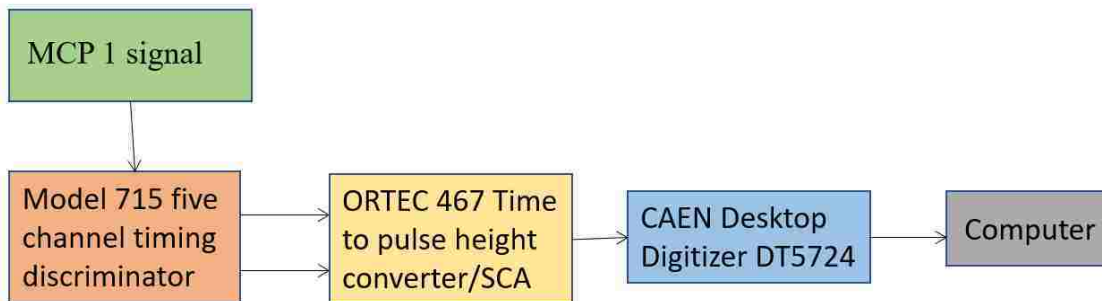 MCP 1 signal
Model 715 five
channel timing
discriminator
ORTEC 467 Time
to pulse height
converter/SCA
CAEN Desktop
Digitizer DT5724
Computer